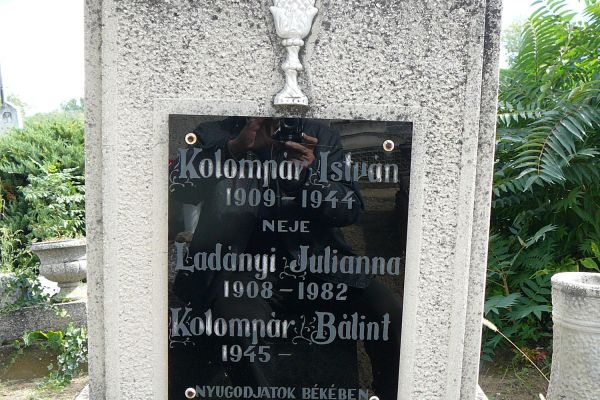 Kolompár István
1909-1944
NEJE
Ladányi Julianna
1908-1982
Kolompár Bálint
1945-
NYUGODJATOK BÉKÉBEN